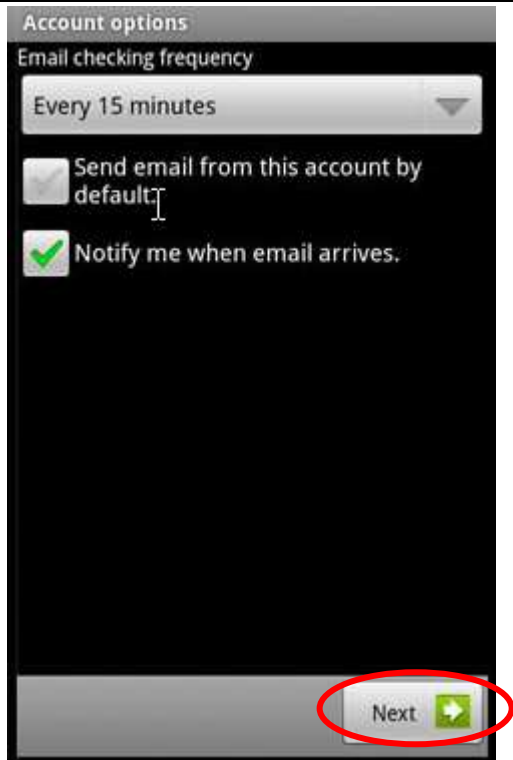 Account options
Email checking frequency
Every 15 minutes
Send email from this account by
default.
Notify me when email arrives.
Next